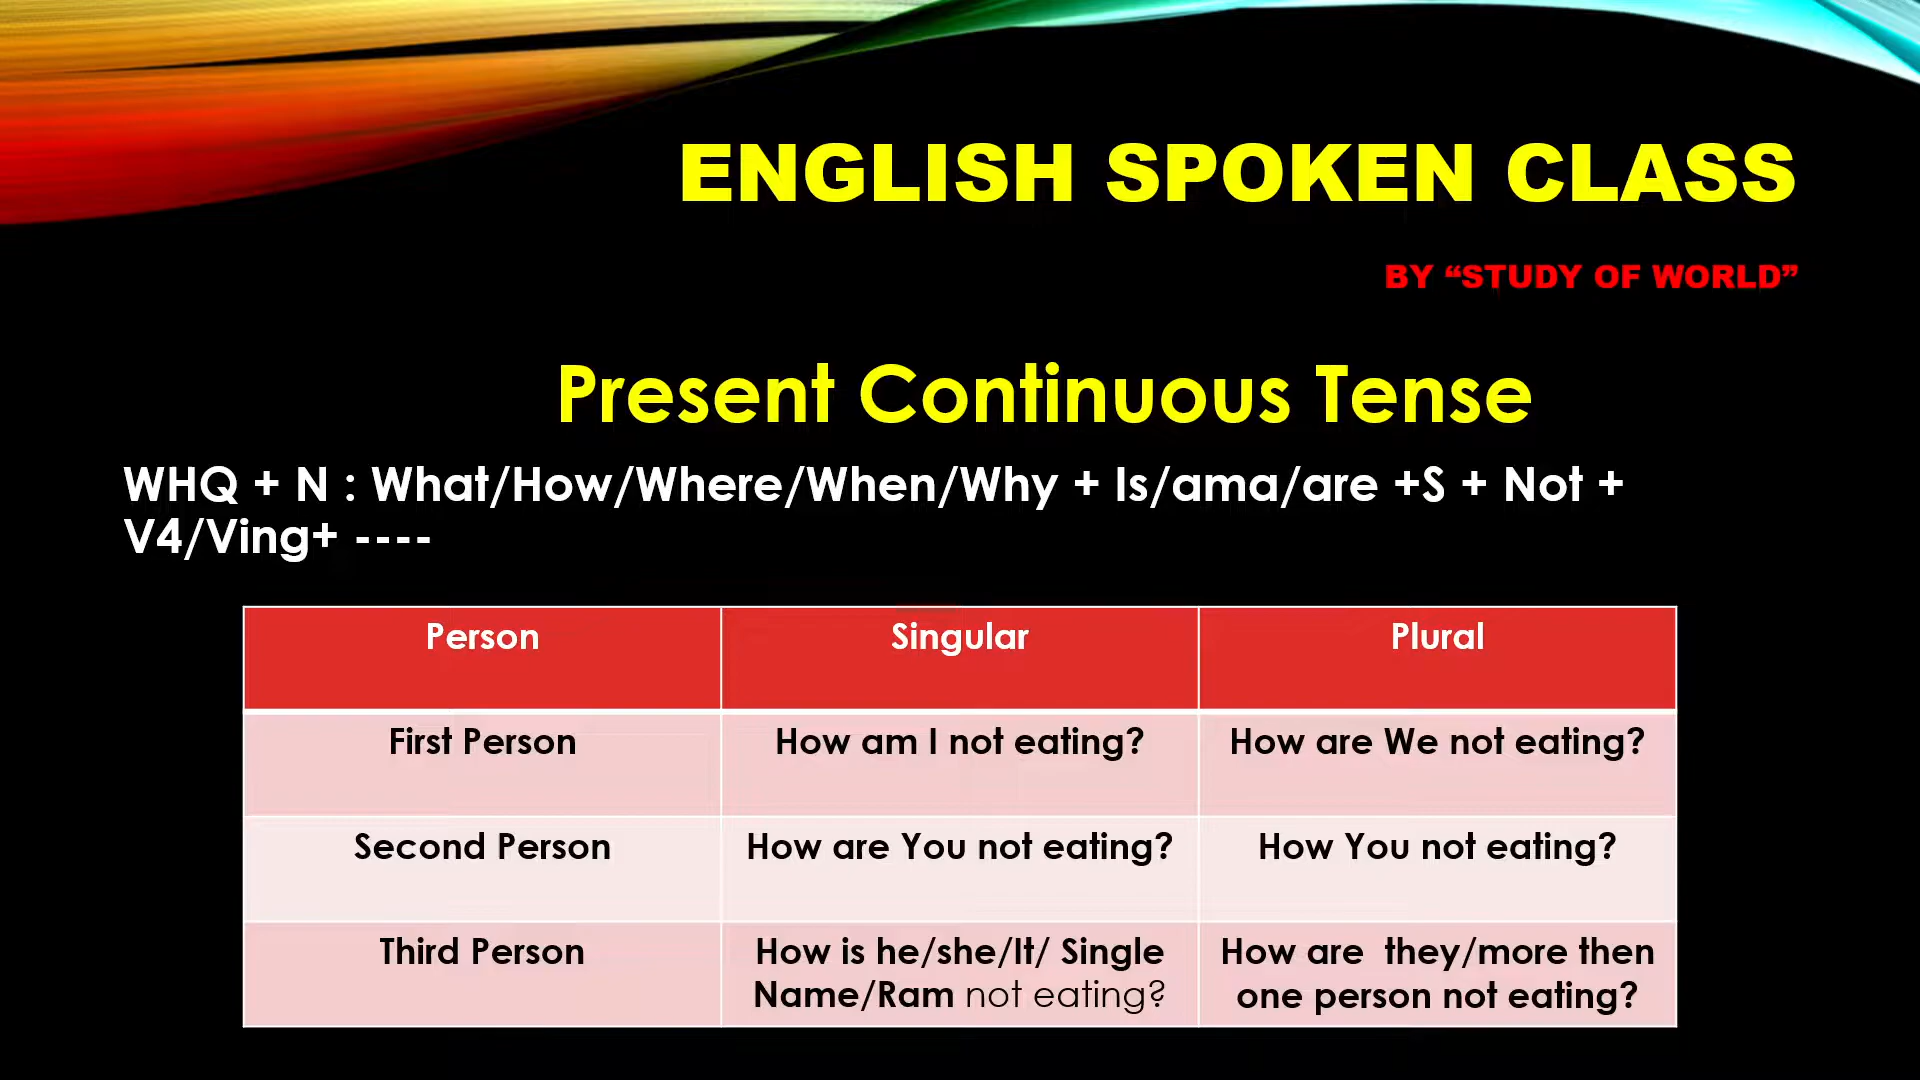 ENGLISH SPOKEN CLASS
BY “STUDY OF WORLD”
Present Continuous Tense
WHQ + N : What/How/Where/When/Why + Is/ama/are +S + Not +
V4/Ving+ ----
Person Singular Plural
First Person How am I not eating? How are We not eating?
Second Person How are You not eating? How You not eating?
Third Person How is he/she/It/ Single How are they/more then
Name/Ram not eating? one person not eating?